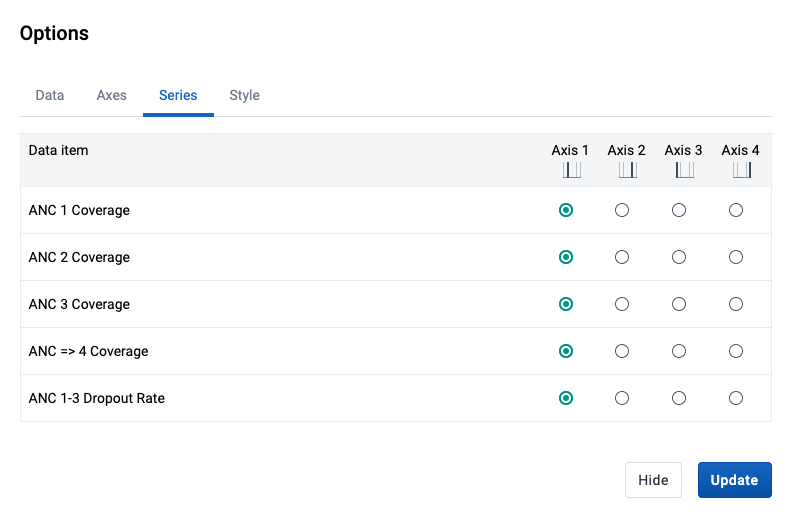 Options
Data Axes Series Style
Data item Axis 1 Axis 2 Axis 3 Axis 4
ANC 1 Coverage
ANC 2 Coverage
ANC 3 Coverage
ANC => 4 Coverage
ANC 1-3 Dropout Rate
Hide Update